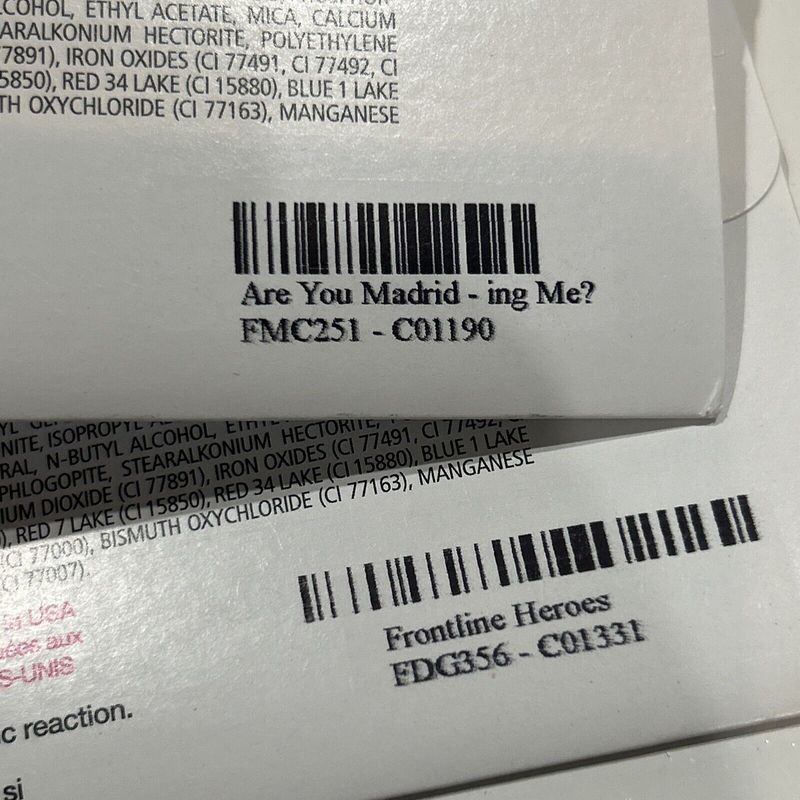 ALCOHOL, ETHYL ACETATE, MICA, CALCIUM
ARALKONIUM HECTORITE, POLYETHYLENE
77891), IRON OXIDES (CI 77491, CI 77492, CI
5850), RED 34 LAKE (CI 15880), BLUE 1 LAKE
TH OXYCHLORIDE (CI 77163), MANGANESE
Are You Madrid - ing Me?
FMC251 - C01190
NITE, ISOPROPYL
RAL, N-BUTYL ALCOHOL,
PHLOGOPITE, STEARALKONIUM HECTORITE,
IUM DIOXIDE (CI 77891), IRON OXIDES (CI 77491, CI 77492,
), RED 7 LAKE (CI 15850), RED 34 LAKE (CI 15880), BLUE 1 LAKE
(CI 77000), BISMUTH OXYCHLORIDE (CI 77163), MANGANESE
CI 77007).
in USA
ées aux
S-UNIS
c reaction.
si
Frontline Heroes
FDG356 - C01331